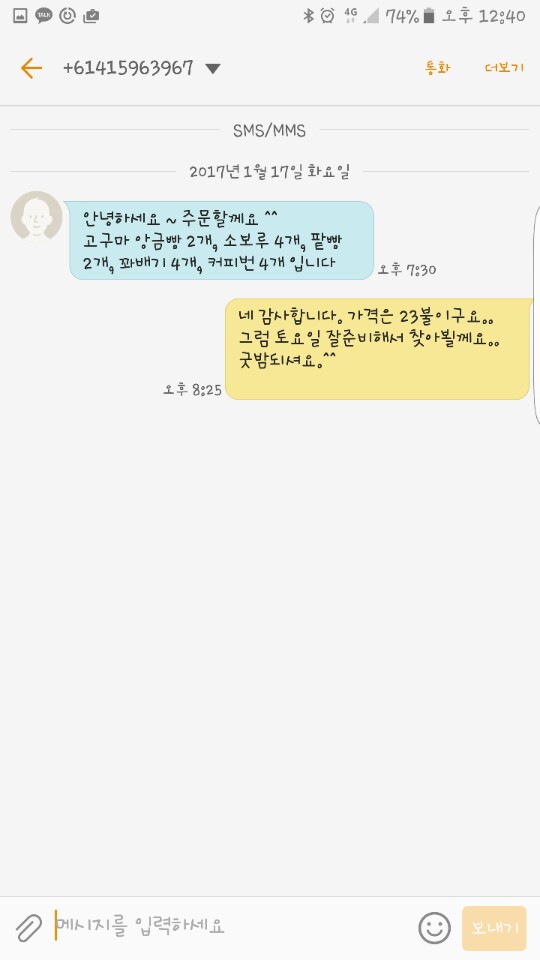 TALK 4G 74% 오후 12:40
+61415963967 통화 더보기
SMS/MMS
2017년 1월 17일 화요일
안녕하세요 ~ 주문할께요 ^^
고구마 앙금빵 2개, 소보루 4개, 팥빵
2개, 꽈배기 4개, 커피번 4개 입니다
오후 7:30
네 감사합니다. 가격은 23불이구요..
그럼 토요일 잘준비해서 찾아뵐께요..
굿밤되셔요.^^
오후 8:25
메시지를 입력하세요 보내기